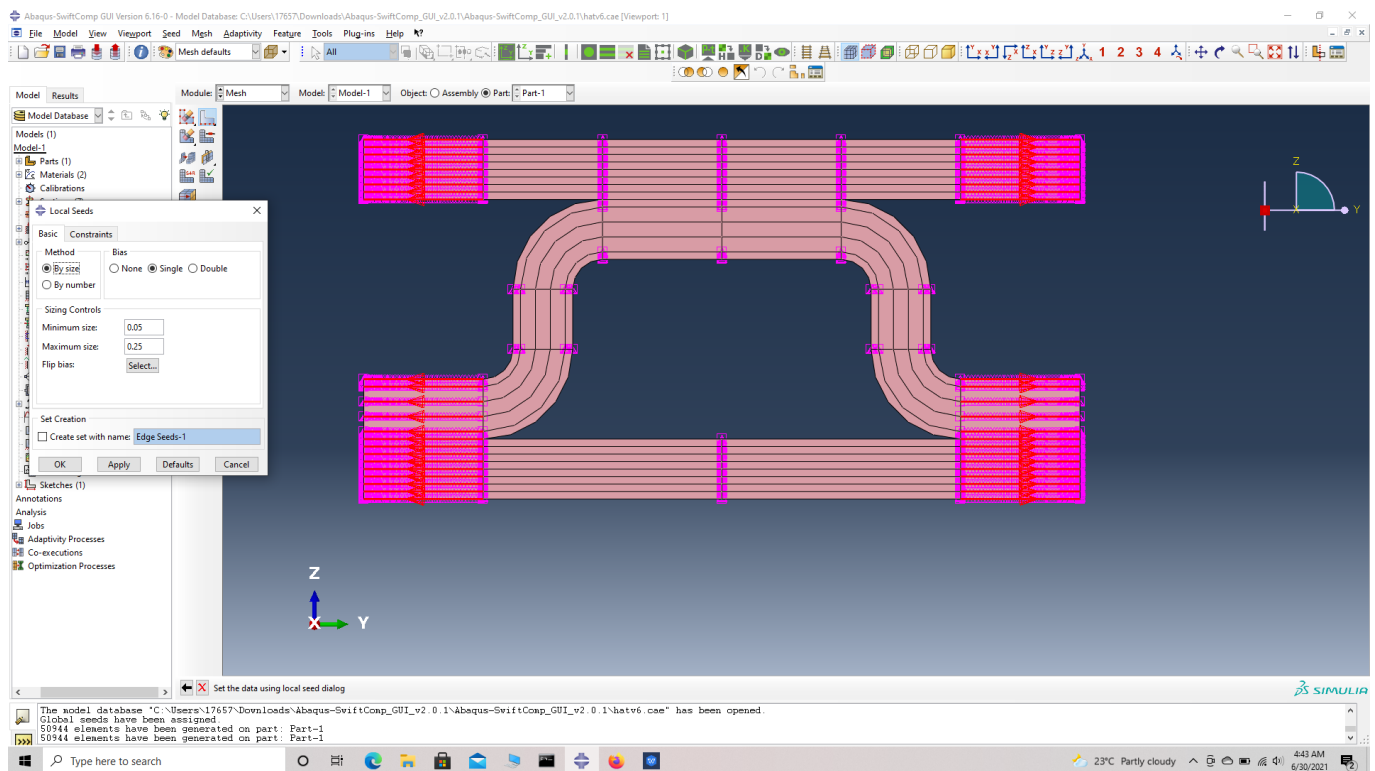 Abaqus-SwiftComp GUI Version 6.16-0 - Model Database: C:\Users\17657\Downloads\Abaqus-SwiftComp_GUI_v2.0.1\Abaqus-SwiftComp_GUI_v2.0.1\hatv6.cae [Viewport: 1]
File Model View Viewport Seed Mesh Adaptivity Feature Tools Plug-ins Help
Mesh defaults All 1 2 3 4
Model Results Module: Mesh Model: Model-1 Object: Assembly Part: Part-1
Model Database
Models (1)
Model-1
Parts (1)
Materials (2)
Calibrations
Local Seeds
Basic Constraints
Method Bias
By size None Single Double
By number
Sizing Controls
Minimum size: 0.05
Maximum size: 0.25
Flip bias: Select...
Set Creation
Create set with name: Edge Seeds-1
OK Apply Defaults Cancel
Sketches (1)
Annotations
Analysis
Jobs
Adaptivity Processes
Co-executions
Optimization Processes
Z
Y
X
Z
Y
X
Set the data using local seed dialog
SIMULIA
The model database "C:\Users\17657\Downloads\Abaqus-SwiftComp_GUI_v2.0.1\Abaqus-SwiftComp_GUI_v2.0.1\hatv6.cae" has been opened.
Global seeds have been assigned.
50944 elements have been generated on part: Part-1
50944 elements have been generated on part: Part-1
Type here to search
23°C Partly cloudy
4:43 AM
6/30/2021